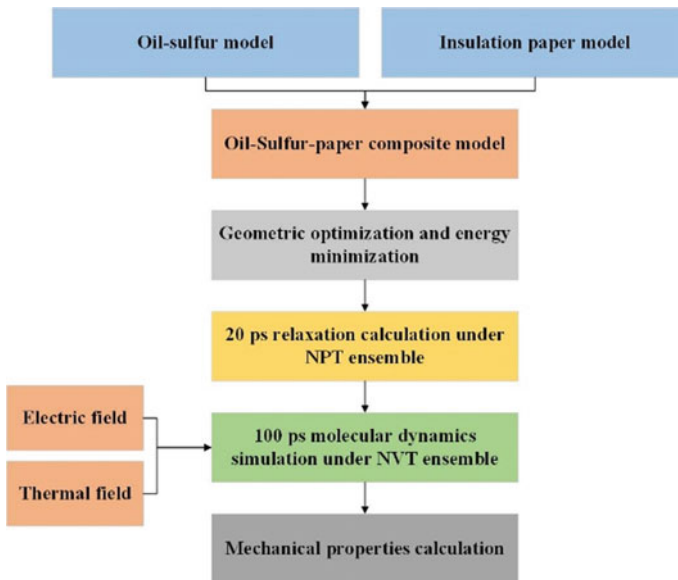 Oil-sulfur model
Insulation paper model
Oil-Sulfur-paper composite model
Geometric optimization and energy
minimization
20 ps relaxation calculation under
NPT ensemble
Electric field
Thermal field
100 ps molecular dynamics
simulation under NVT ensemble
Mechanical properties calculation